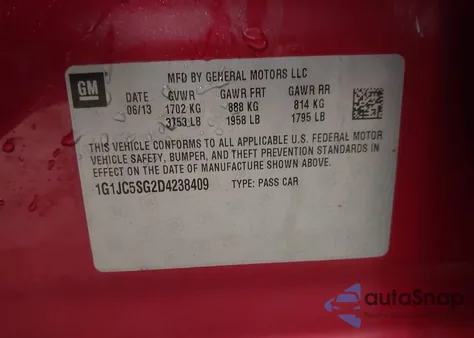 GM
MFD BY GENERAL MOTORS LLC
DATE GVWR GAWR FRT GAWR RR
06/13 1702 KG 888 KG 814 KG
3753 LB 1958 LB 1795 LB
THIS VEHICLE CONFORMS TO ALL APPLICABLE U.S. FEDERAL MOTOR
VEHICLE SAFETY, BUMPER, AND THEFT PREVENTION STANDARDS IN
EFFECT ON THE DATE OF MANUFACTURE SHOWN ABOVE.
1G1JC5SG2D4238409 TYPE: PASS CAR
autoSnap